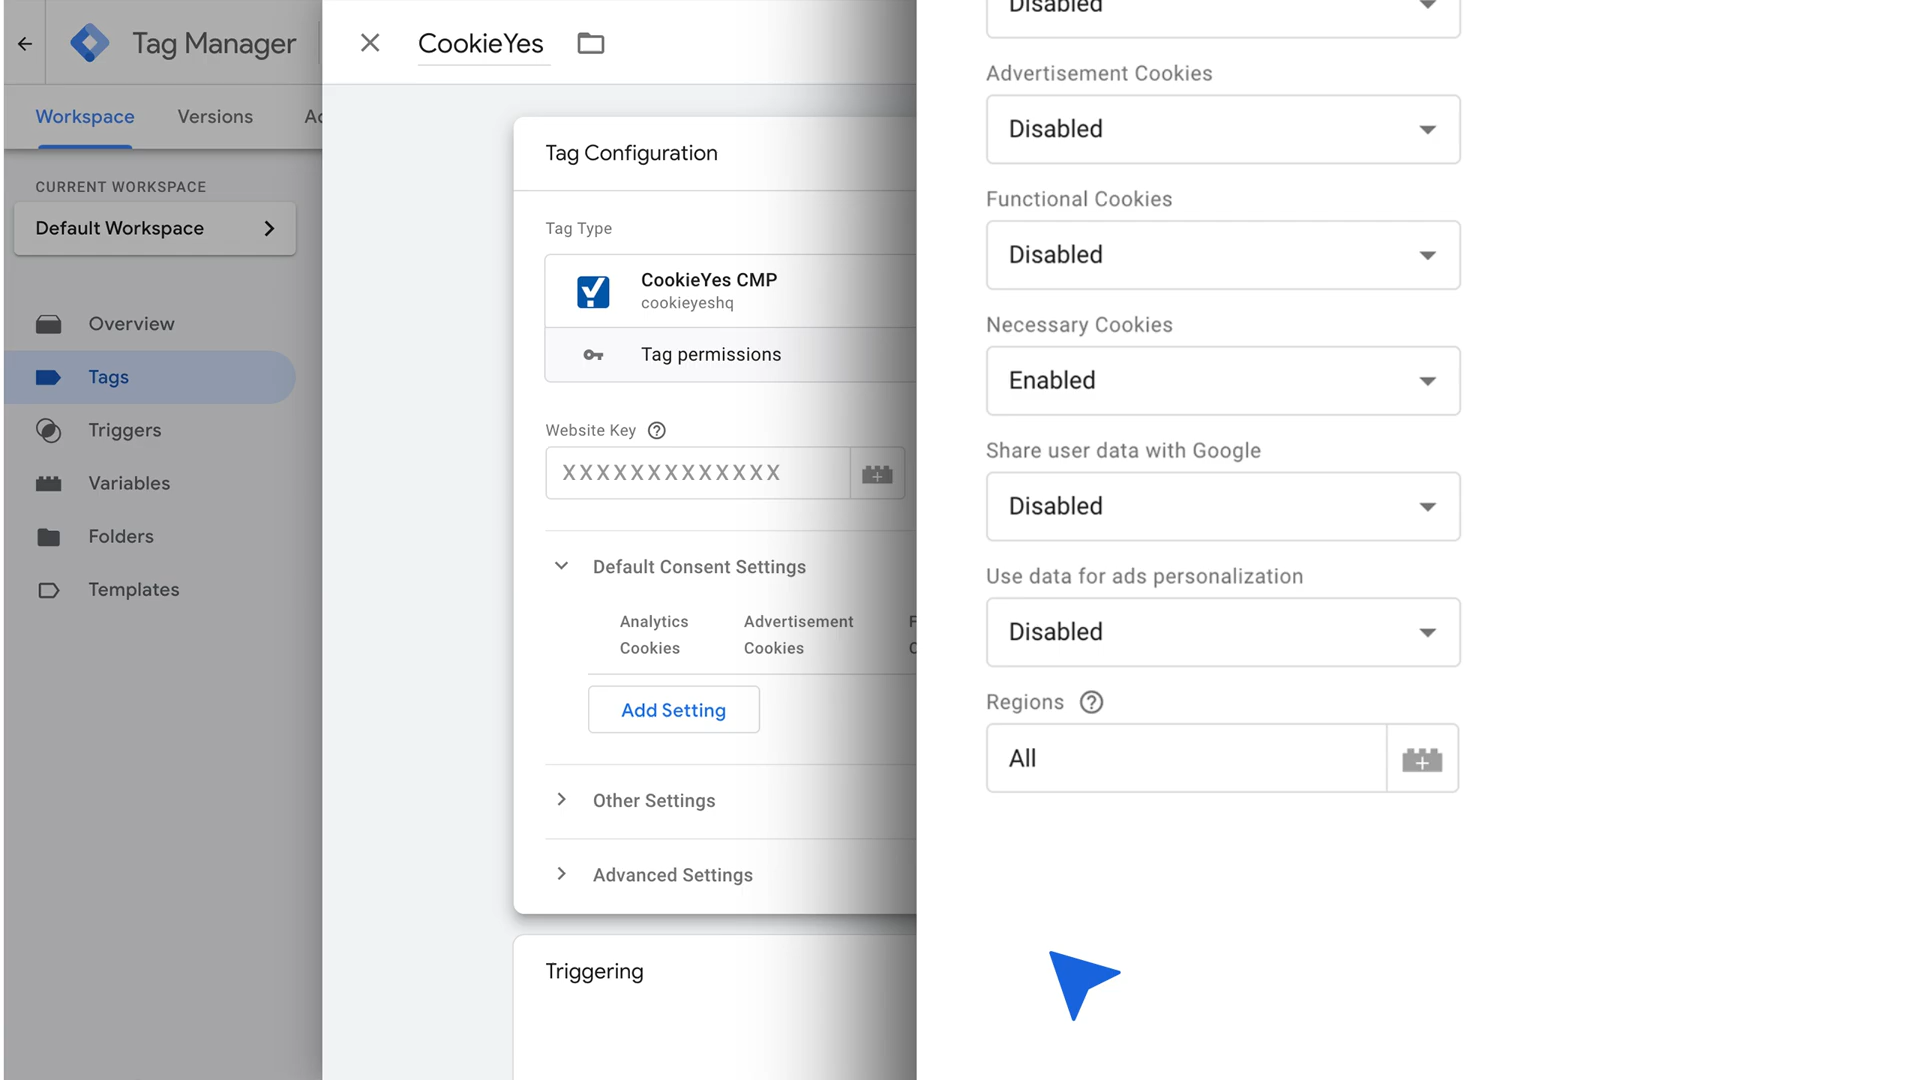 Tag Manager
Workspace
Versions
CURRENT WORKSPACE
Default Workspace
Overview
Tags
Triggers
Variables
Folders
Templates
CookieYes
Tag Configuration
Tag Type
CookieYes CMP
cookieyeshq
Tag permissions
Website Key
XXXXXXXXXXXXX
Default Consent Settings
Analytics
Cookies
Advertisement
Cookies
Add Setting
Other Settings
Advanced Settings
Triggering
Disabled
Advertisement Cookies
Disabled
Functional Cookies
Disabled
Necessary Cookies
Enabled
Share user data with Google
Disabled
Use data for ads personalization
Disabled
Regions
All